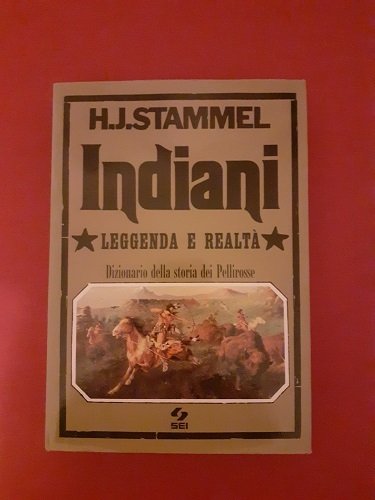 H.J.STAMMEL
Indiani
LEGGENDA E REALTÀ
Dizionario della storia dei Pellirosse
SEI